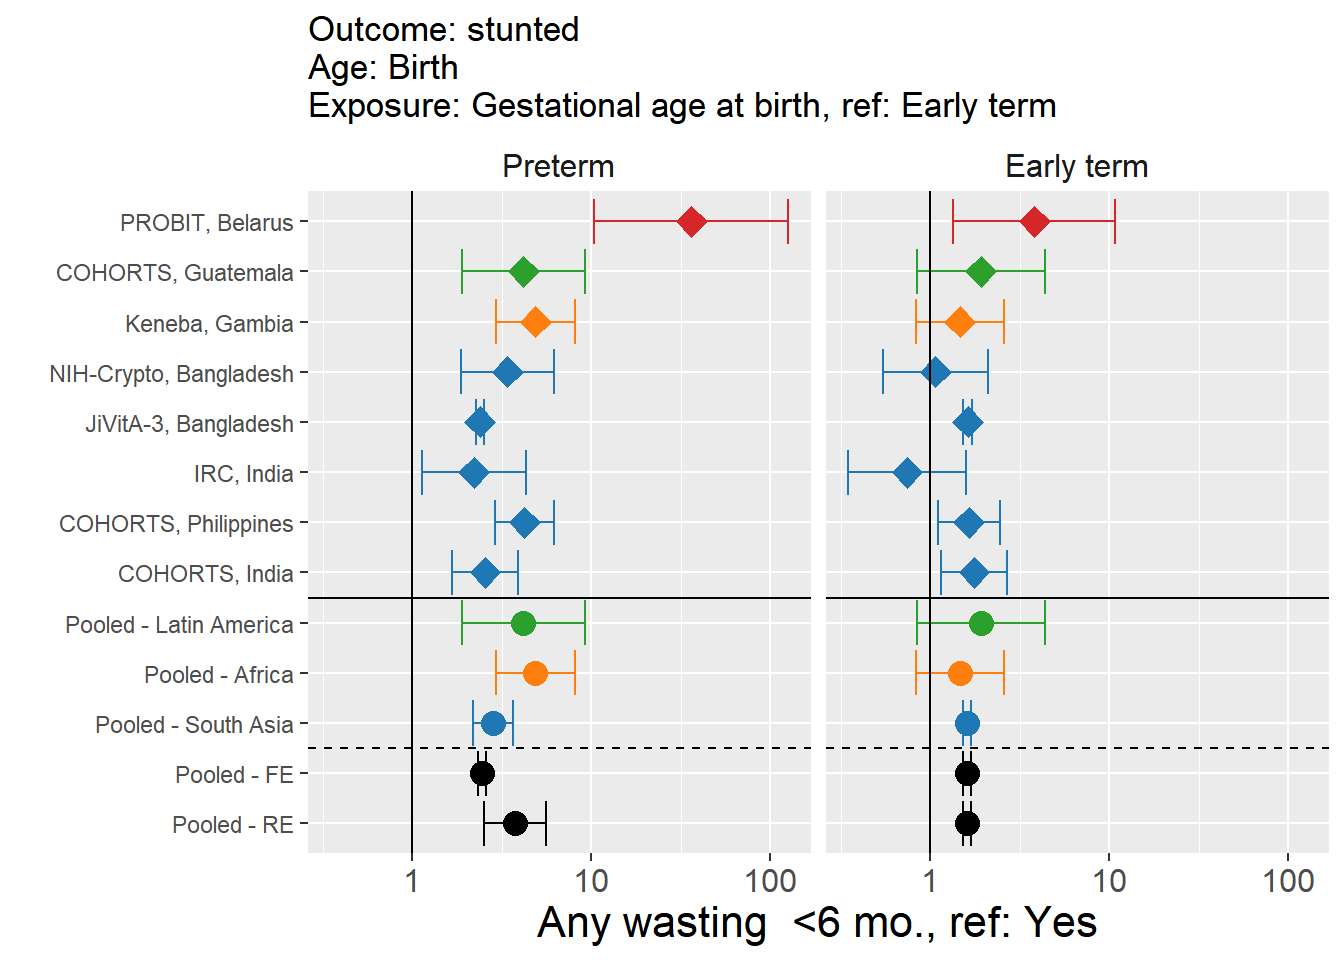 Outcome: stunted
Age: Birth
Exposure: Gestational age at birth, ref: Early term
Preterm
Early term
PROBIT, Belarus
COHORTS, Guatemala
Keneba, Gambia
NIH-Crypto, Bangladesh
JiVitA-3, Bangladesh
IRC, India
COHORTS, Philippines
COHORTS, India
Pooled - Latin America
Pooled - Africa
Pooled - South Asia
Pooled - FE
Pooled - RE
1 10 100 1 10 100
Any wasting  <6 mo., ref: Yes